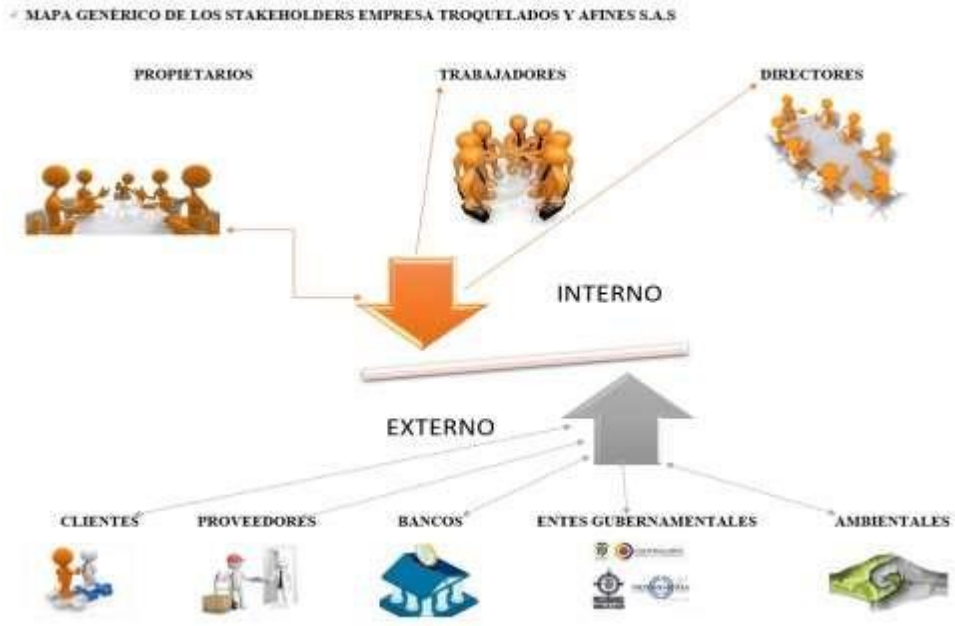 MAPA GENÉRICO DE LOS STAKEHOLDERS EMPRESA TROQUELADOS Y AFINES S.A.S
PROPIETARIOS
TRABAJADORES
DIRECTORES
INTERNO
EXTERNO
CLIENTES
PROVEEDORES
BANCOS
ENTES GUBERNAMENTALES
AMBIENTALES